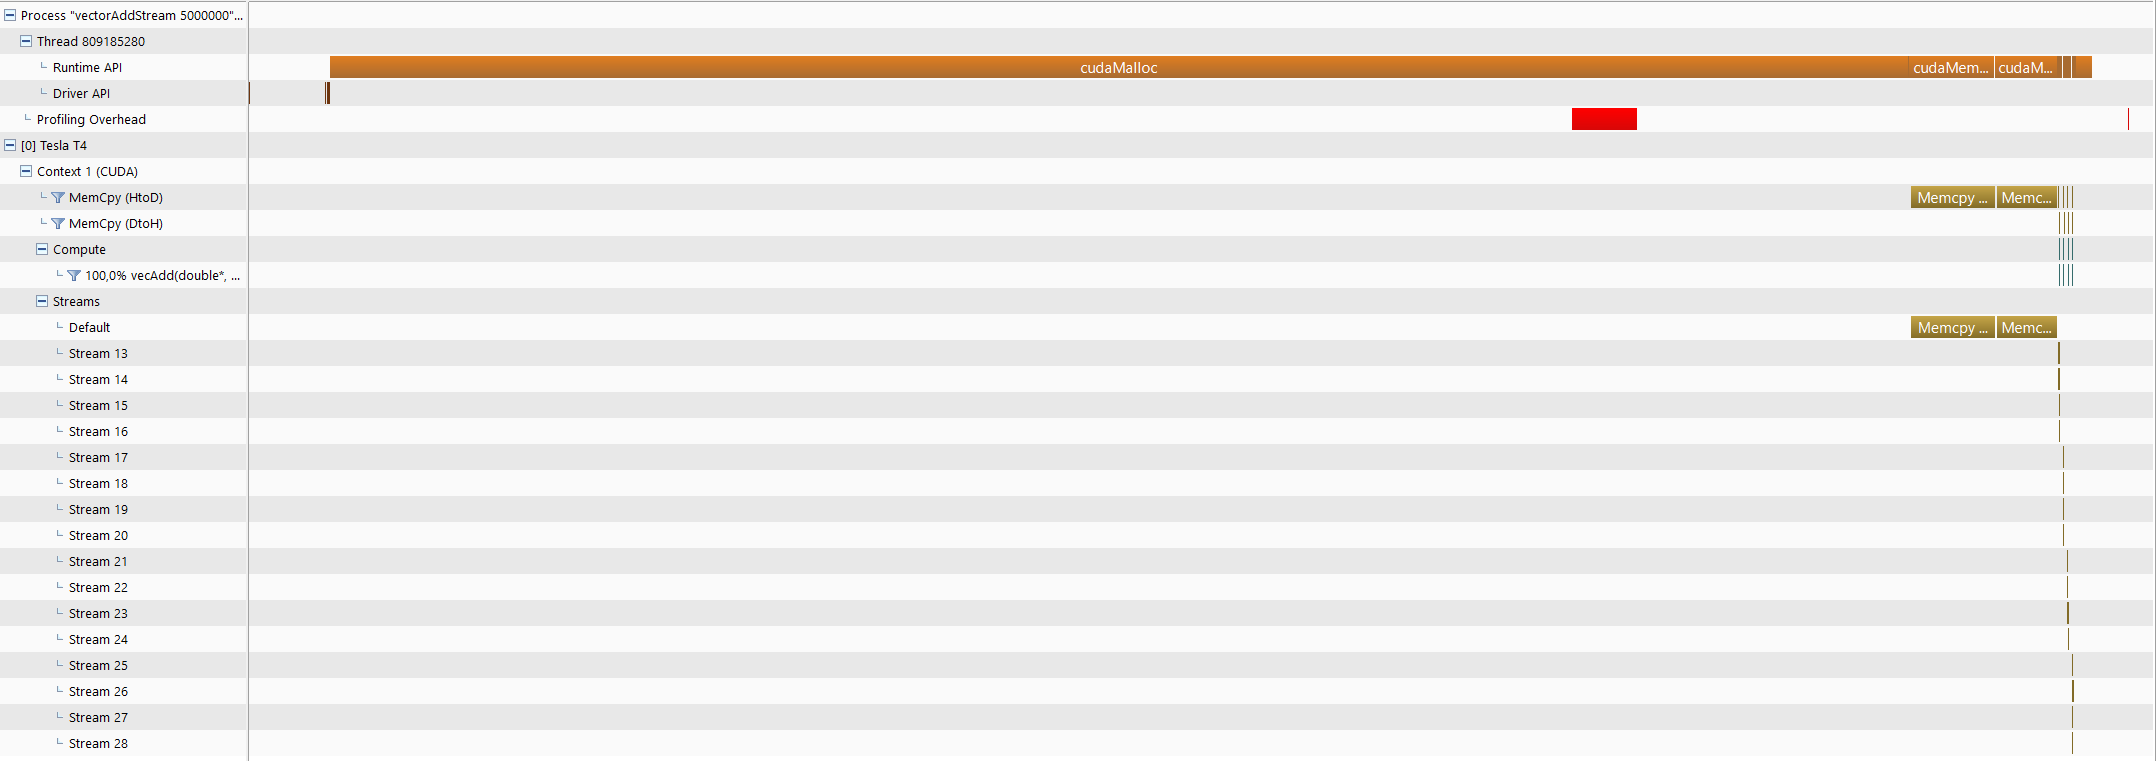 Process "vectorAddStream 5000000"...
Thread 809185280
Runtime API
cudaMalloc
cudaMem...
cudaM...
Driver API
Profiling Overhead
[0] Tesla T4
Context 1 (CUDA)
MemCpy (HtoD)
Memcpy ...
Memc...
MemCpy (DtoH)
Compute
100,0% vecAdd(double*, ...
Streams
Default
Memcpy ...
Memc...
Stream 13
Stream 14
Stream 15
Stream 16
Stream 17
Stream 18
Stream 19
Stream 20
Stream 21
Stream 22
Stream 23
Stream 24
Stream 25
Stream 26
Stream 27
Stream 28